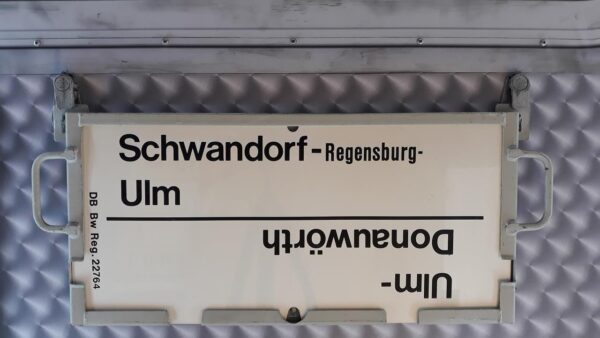 Schwandorf-Regensburg-
Ulm
Ulm-
Donauwörth
DB Bw Reg. 22764